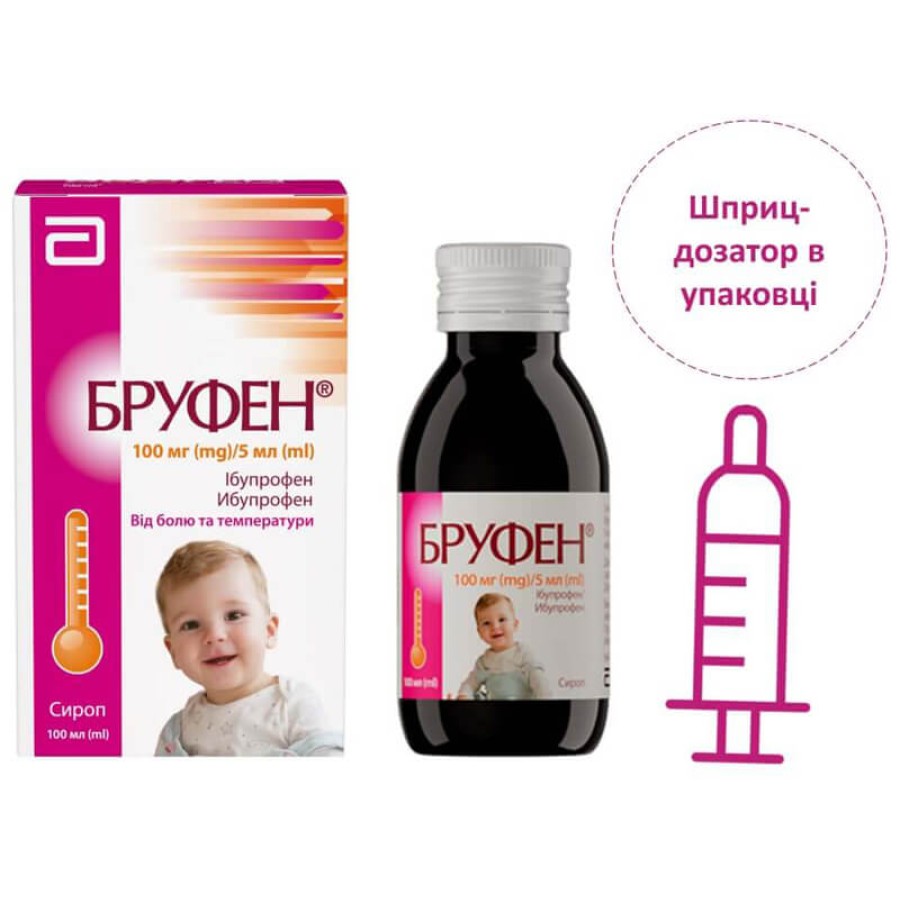 БРУФЕН®
100 мг (mg)/5 мл (ml)
Ібупрофен
Ибупрофен
Від болю та температури
Сироп
100 мл (ml)
БРУФЕН®
100 мг (mg)/5 мл (ml)
Ібупрофен
Ибупрофен
100 мл (ml)
Сироп
Шприц-
дозатор в
упаковці